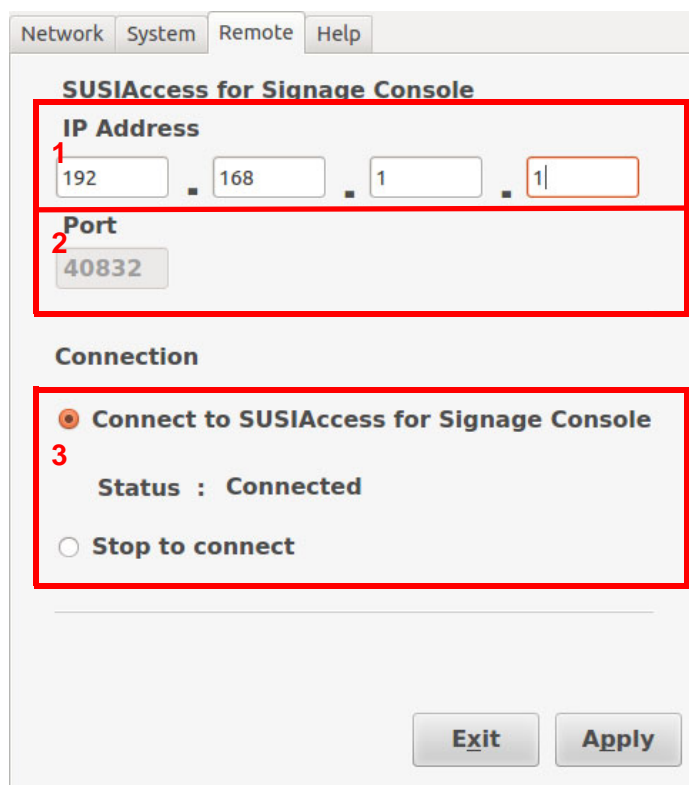 Network System Remote Help
SUSIAccess for Signage Console
IP Address
1
192 . 168 . 1 . 1
Port
2
40832
Connection
Connect to SUSIAccess for Signage Console
3
Status : Connected
Stop to connect
Exit Apply